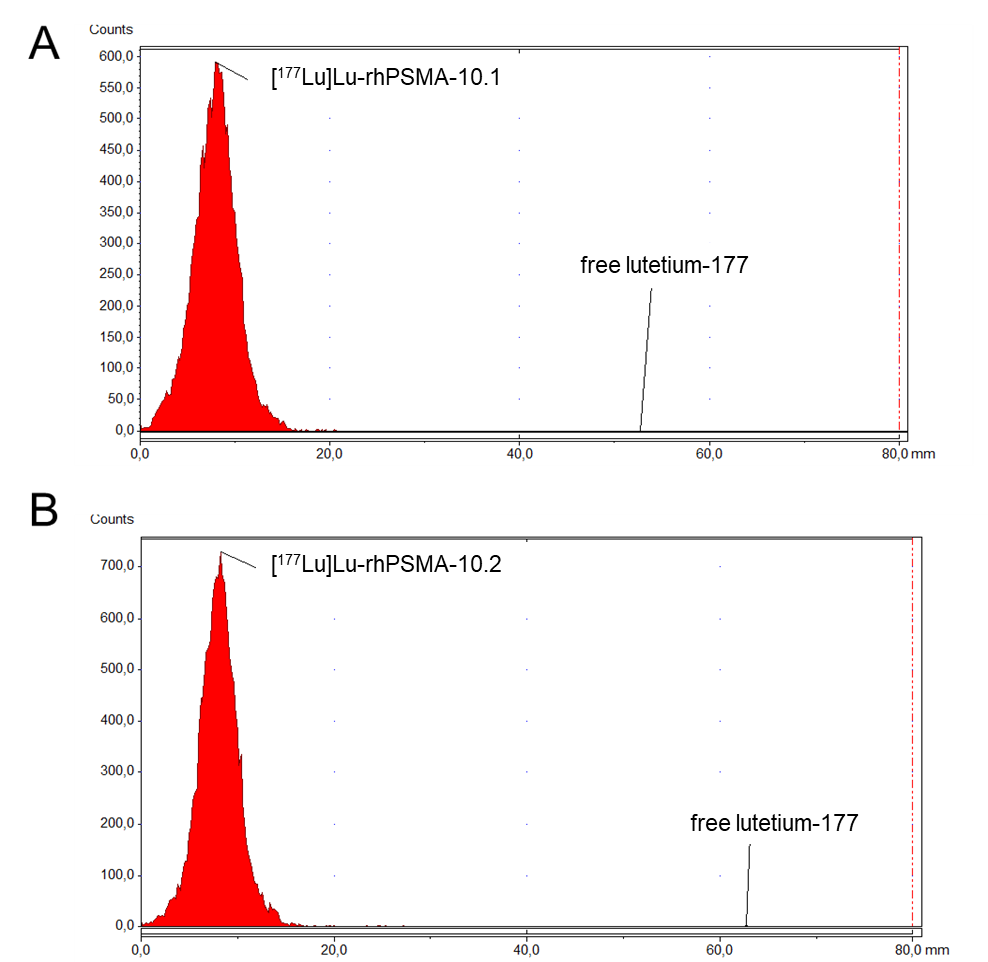 A
Counts
600,0
[¹⁷⁷Lu]Lu-rhPSMA-10.1
550,0
500,0
450,0
400,0
350,0
300,0
free lutetium-177
250,0
200,0
150,0
100,0
50,0
0,0
0,0 20,0 40,0 60,0 80,0 mm
B
Counts
[¹⁷⁷Lu]Lu-rhPSMA-10.2
700,0
600,0
500,0
400,0
300,0
free lutetium-177
200,0
100,0
0,0
0,0 20,0 40,0 60,0 80,0 mm